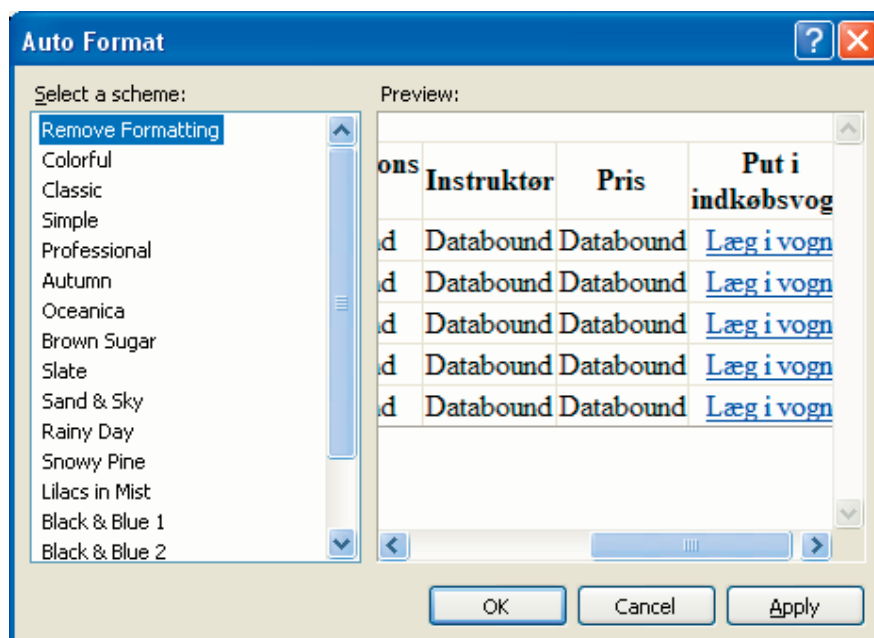 Auto Format
Select a scheme:
Remove Formatting
Colorful
Classic
Simple
Professional
Autumn
Oceanica
Brown Sugar
Slate
Sand & Sky
Rainy Day
Snowy Pine
Lilacs in Mist
Black & Blue 1
Black & Blue 2
Preview:
ons Instruktør Pris Put i
indkøbsvog
d Databound Databound Læg i vogn
d Databound Databound Læg i vogn
d Databound Databound Læg i vogn
d Databound Databound Læg i vogn
d Databound Databound Læg i vogn
OK Cancel Apply